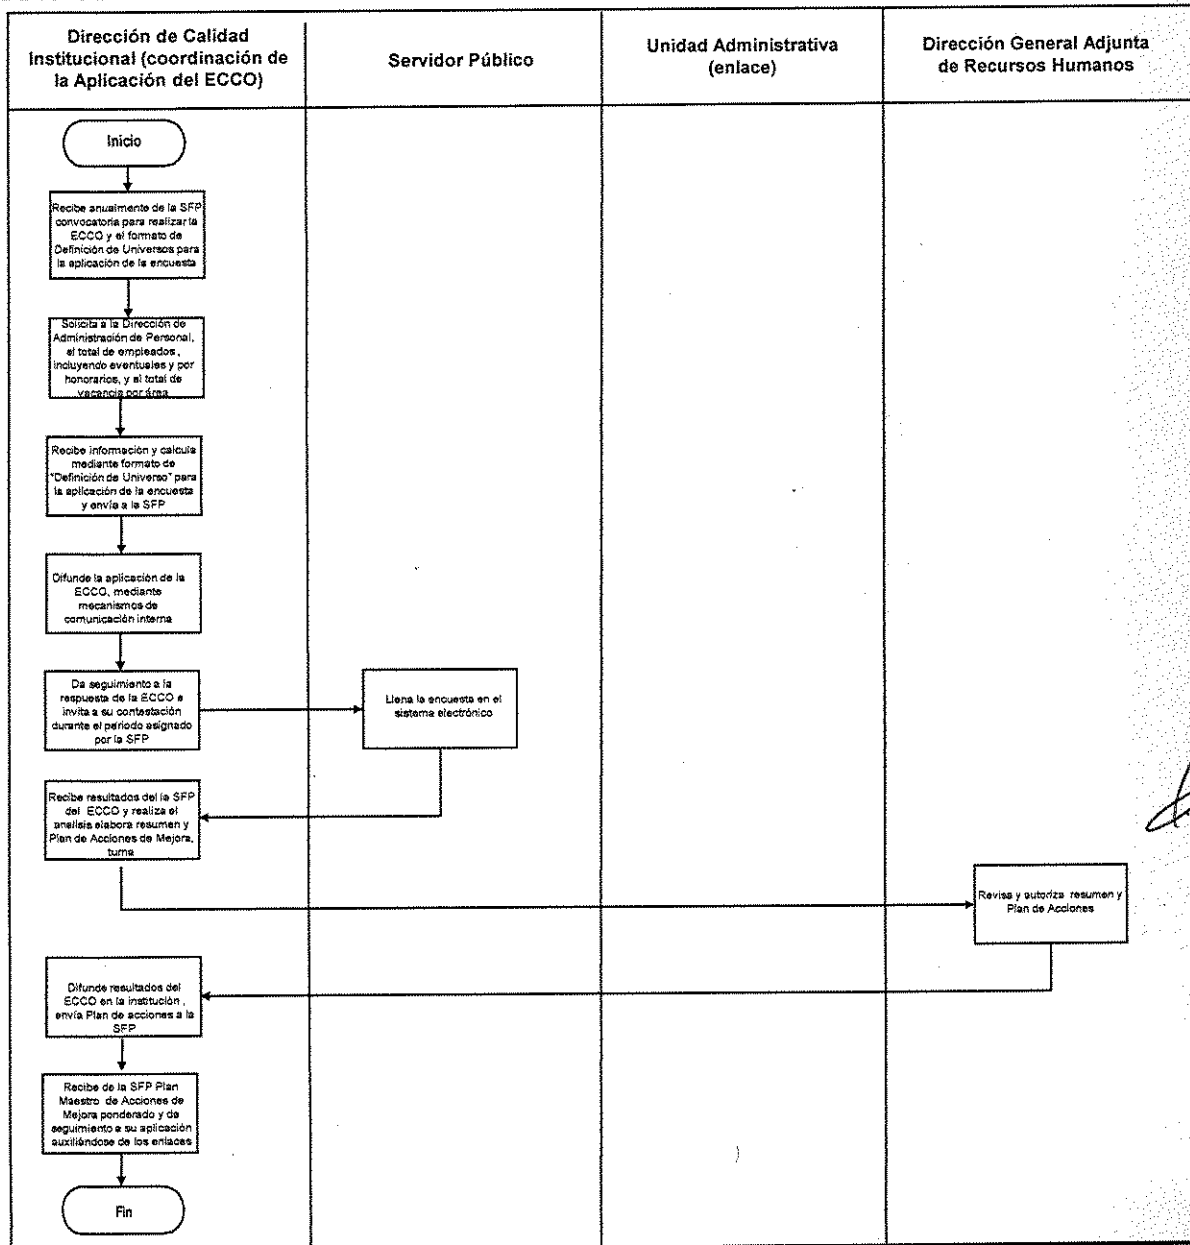 Dirección de Calidad
Institucional (coordinación de
la Aplicación del ECCO)
Servidor Público
Unidad Administrativa
(enlace)
Dirección General Adjunta
de Recursos Humanos
Inicio
Recibe anualmente de la SFP
convocatoria para realizar la
ECCO y el formato de
Definición de Universos para
la aplicación de la encuesta
Solicita a la Dirección de
Administración de Personal,
el total de empleados,
incluyendo eventuales y por
honorarios, y el total de
vacancia por área
Recibe información y calcula
mediante formato de
"Definición de Universo" para
la aplicación de la encuesta
y envía a la SFP
Difunde la aplicación de la
ECCO, mediante
mecanismos de
comunicación interna
Da seguimiento a la
respuesta de la ECCO e
invita a su contestación
durante el periodo asignado
por la SFP
Llena la encuesta en el
sistema electrónico
Recibe resultados del la SFP
del ECCO y realiza el
analisis elabora resumen y
Plan de Acciones de Mejora,
turna
Revisa y autoriza resumen y
Plan de Acciones
Difunde resultados del
ECCO en la institución ,
envía Plan de acciones a la
SFP
Recibe de la SFP Plan
Maestro de Acciones de
Mejora ponderado y da
seguimiento a su aplicación
auxiliándose de los enlaces
Fin